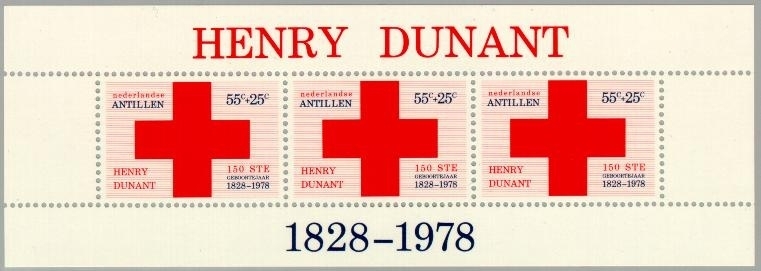 HENRY DUNANT
nederlandse
ANTILLEN
55c+25c
HENRY
DUNANT
150 STE
GEBOORTEJAAR
1828-1978
nederlandse
ANTILLEN
55c+25c
HENRY
DUNANT
150 STE
GEBOORTEJAAR
1828-1978
nederlandse
ANTILLEN
55c+25c
HENRY
DUNANT
150 STE
GEBOORTEJAAR
1828-1978
1828-1978